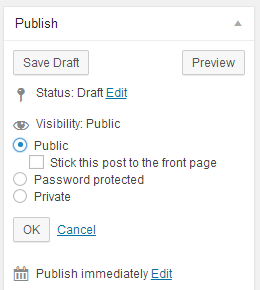 Publish
Save Draft Preview
Status: Draft Edit
Visibility: Public
Public
Stick this post to the front page
Password protected
Private
OK Cancel
Publish immediately Edit